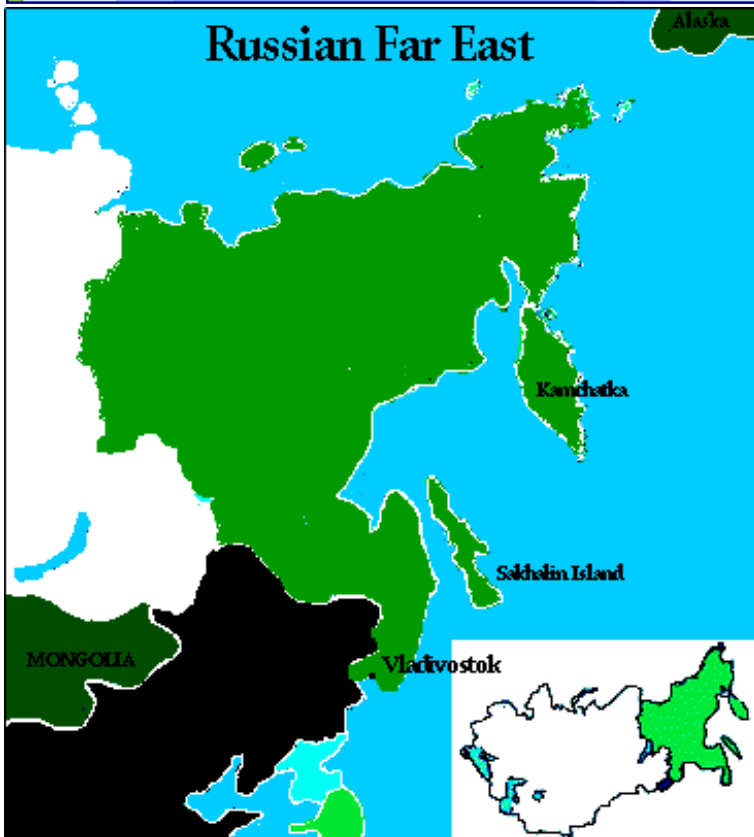 Alaska
Russian Far East
Kamchatka
Sakhalin Island
MONGOLIA
Vladivostok